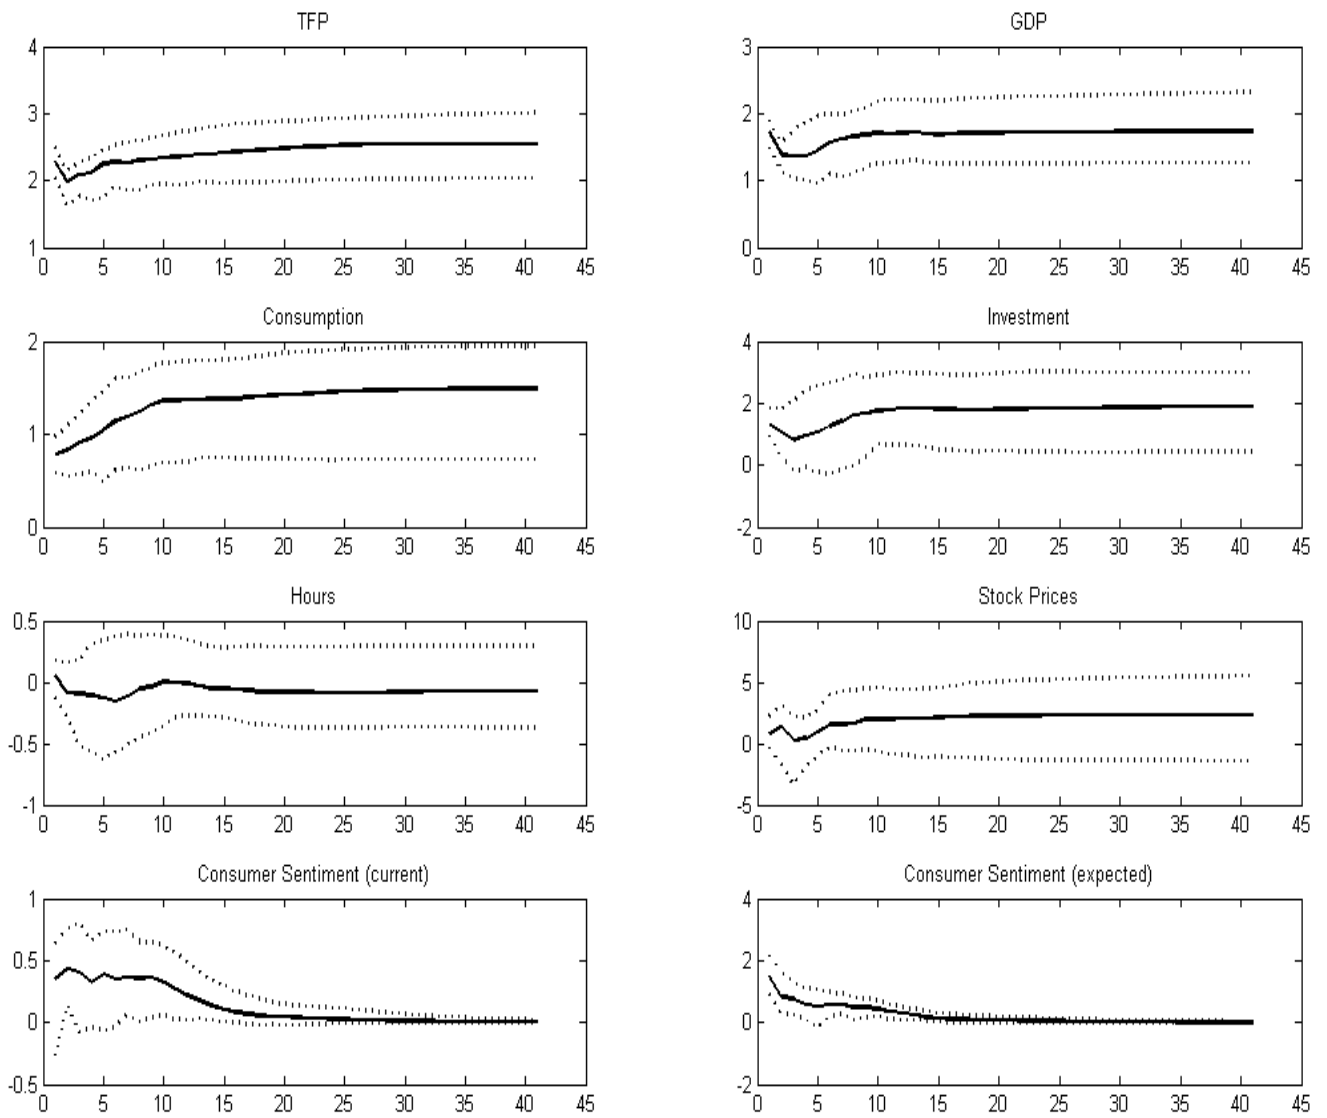 TFP
4
3
2
1
0 5 10 15 20 25 30 35 40 45
GDP
3
2
1
0
0 5 10 15 20 25 30 35 40 45
Consumption
2
1
0
0 5 10 15 20 25 30 35 40 45
Investment
4
2
0
-2
0 5 10 15 20 25 30 35 40 45
Hours
0.5
0
-0.5
-1
0 5 10 15 20 25 30 35 40 45
Stock Prices
10
5
0
-5
0 5 10 15 20 25 30 35 40 45
Consumer Sentiment (current)
1
0.5
0
-0.5
0 5 10 15 20 25 30 35 40 45
Consumer Sentiment (expected)
4
2
0
-2
0 5 10 15 20 25 30 35 40 45